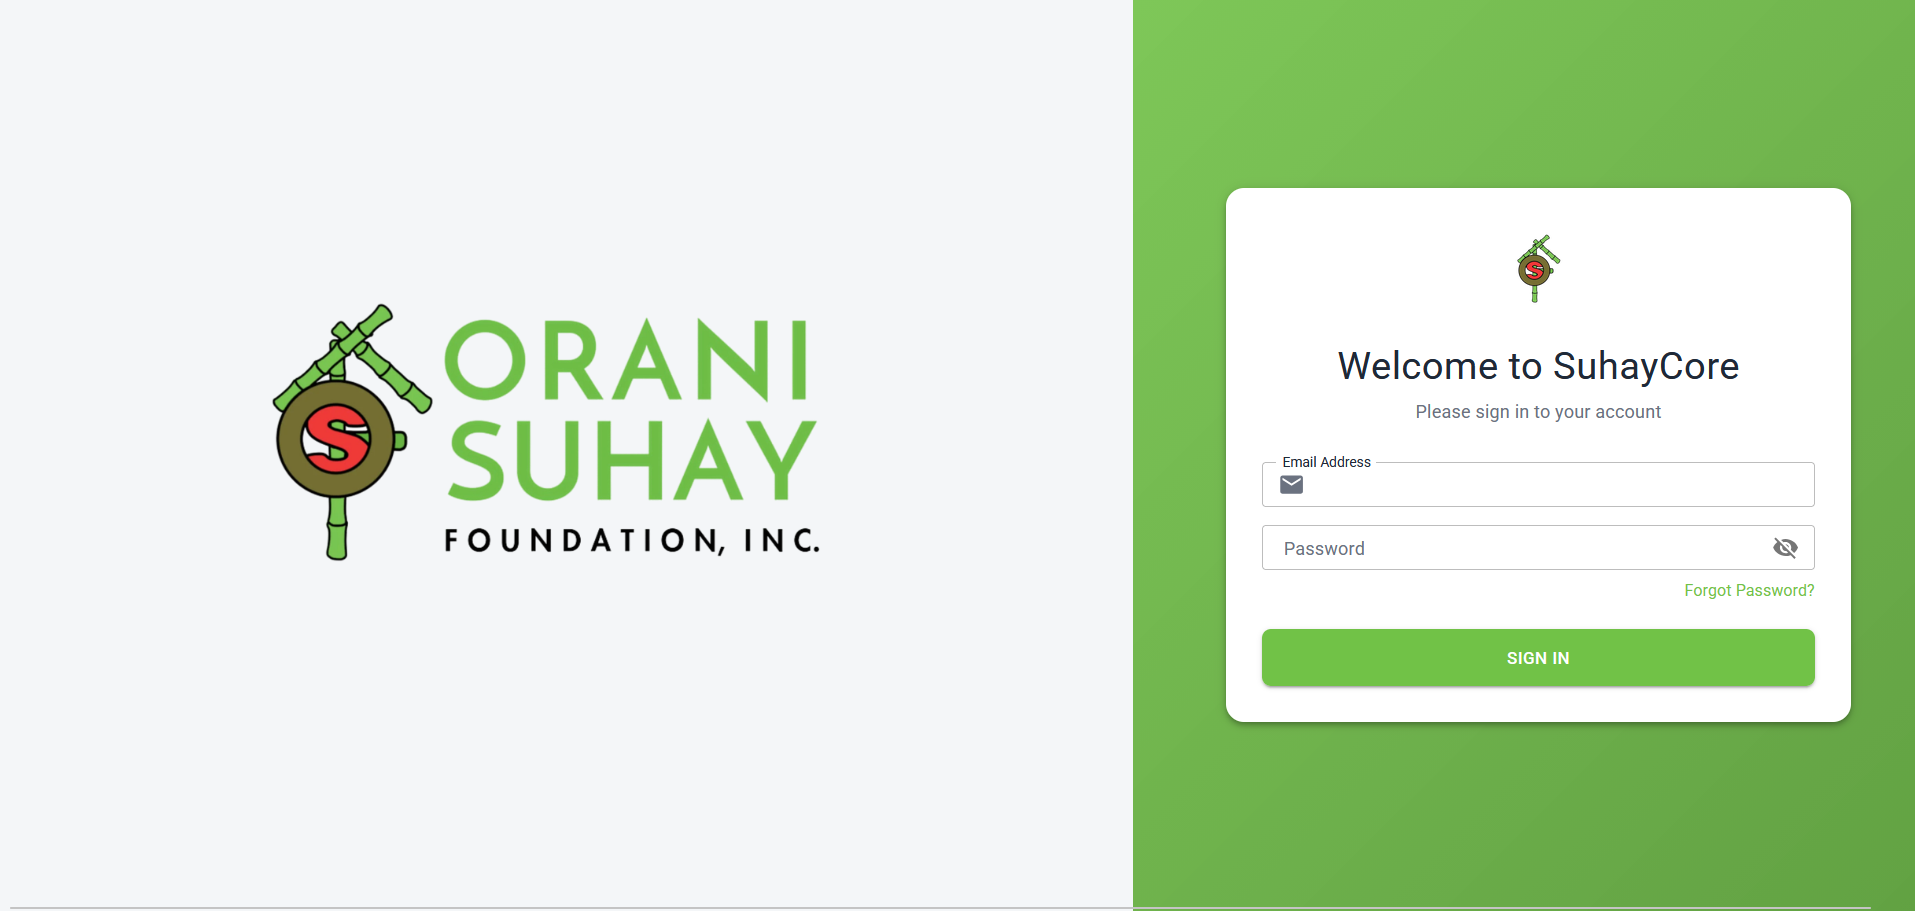 ORANI
SUHAY
FOUNDATION, INC.
S
S
Welcome to SuhayCore
Please sign in to your account
Email Address
Password
Forgot Password?
SIGN IN